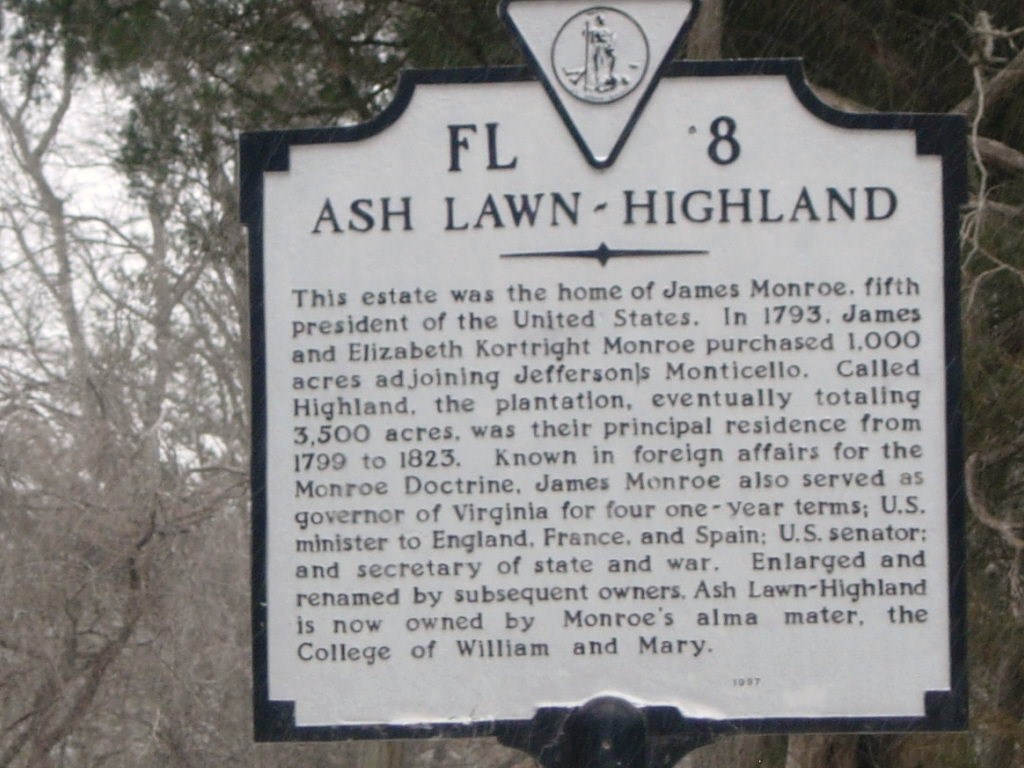 FL 8
ASH LAWN - HIGHLAND
This estate was the home of James Monroe, fifth
president of the United States. In 1793, James
and Elizabeth Kortright Monroe purchased 1,000
acres adjoining Jefferson's Monticello. Called
Highland, the plantation, eventually totaling
3,500 acres, was their principal residence from
1799 to 1823. Known in foreign affairs for the
Monroe Doctrine, James Monroe also served as
governor of Virginia for four one-year terms; U.S.
minister to England, France, and Spain; U.S. senator;
and secretary of state and war. Enlarged and
renamed by subsequent owners, Ash Lawn-Highland
is now owned by Monroe's alma mater, the
College of William and Mary.
1997